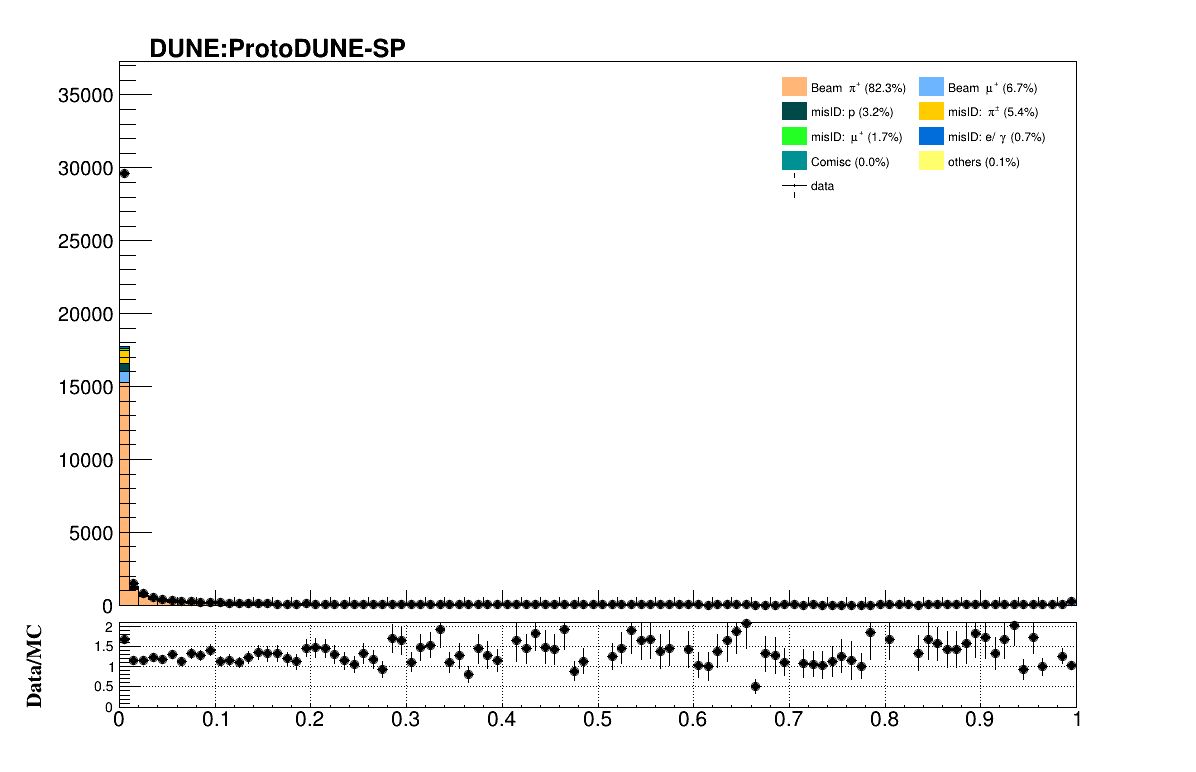 DUNE:ProtoDUNE-SP
35000
30000
25000
20000
15000
10000
5000
0
Beam π⁺ (82.3%)
Beam μ⁺ (6.7%)
misID: p (3.2%)
misID: π± (5.4%)
misID: μ⁺ (1.7%)
misID: e/ γ (0.7%)
Comisc (0.0%)
others (0.1%)
data
Data/MC
2
1.5
1
0.5
0
0 0.1 0.2 0.3 0.4 0.5 0.6 0.7 0.8 0.9 1